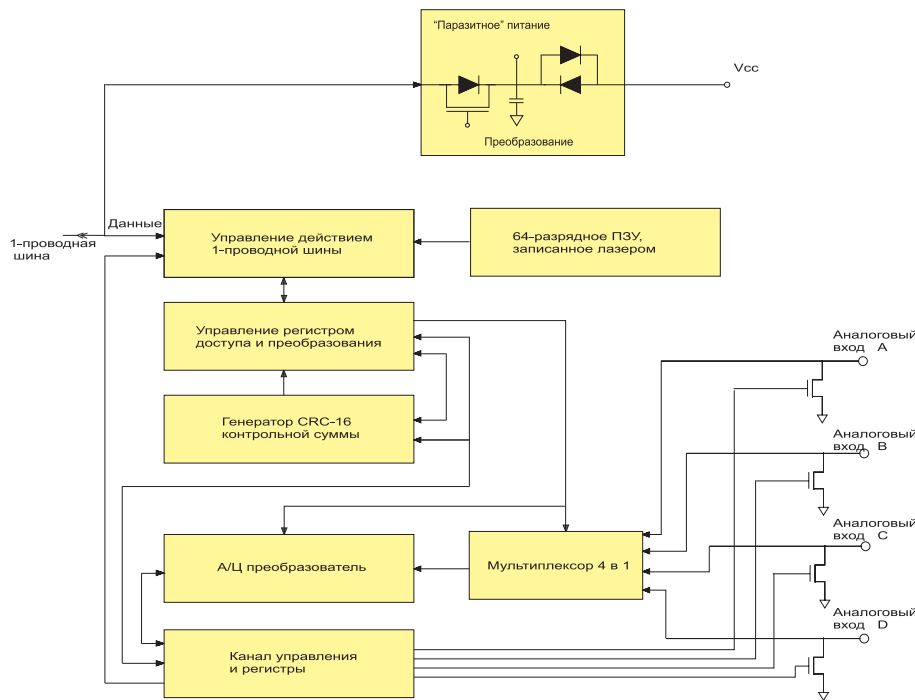 “Паразитное” питание
Vcc
Преобразование
Данные
1-проводная
шина
Управление действием
1-проводной шины
64-разрядное ПЗУ,
записанное лазером
Управление регистром
доступа и преобразования
Аналоговый
вход A
Генератор CRC-16
контрольной суммы
Аналоговый
вход B
Аналоговый
вход C
А/Ц преобразователь
Мультиплексор 4 в 1
Аналоговый
вход D
Канал управления
и регистры